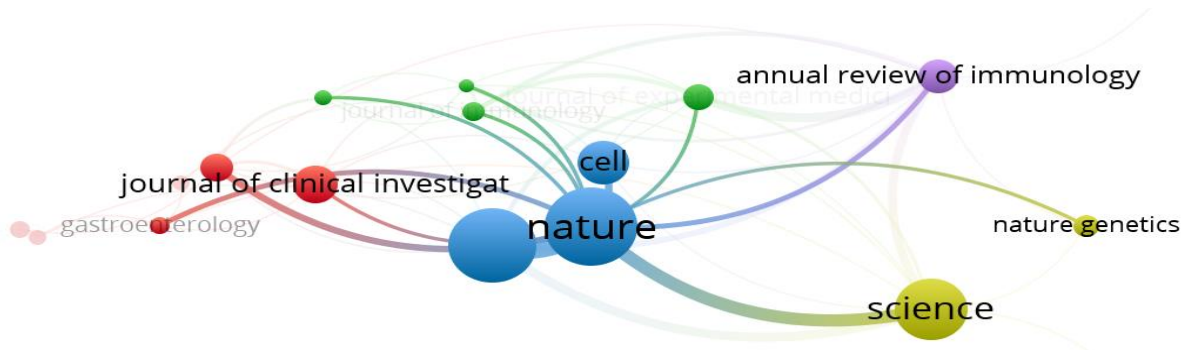 annual review of immunology
journal of experimental medici
journal of immunology
cell
journal of clinical investigat
gastroenterology
nature
nature genetics
science